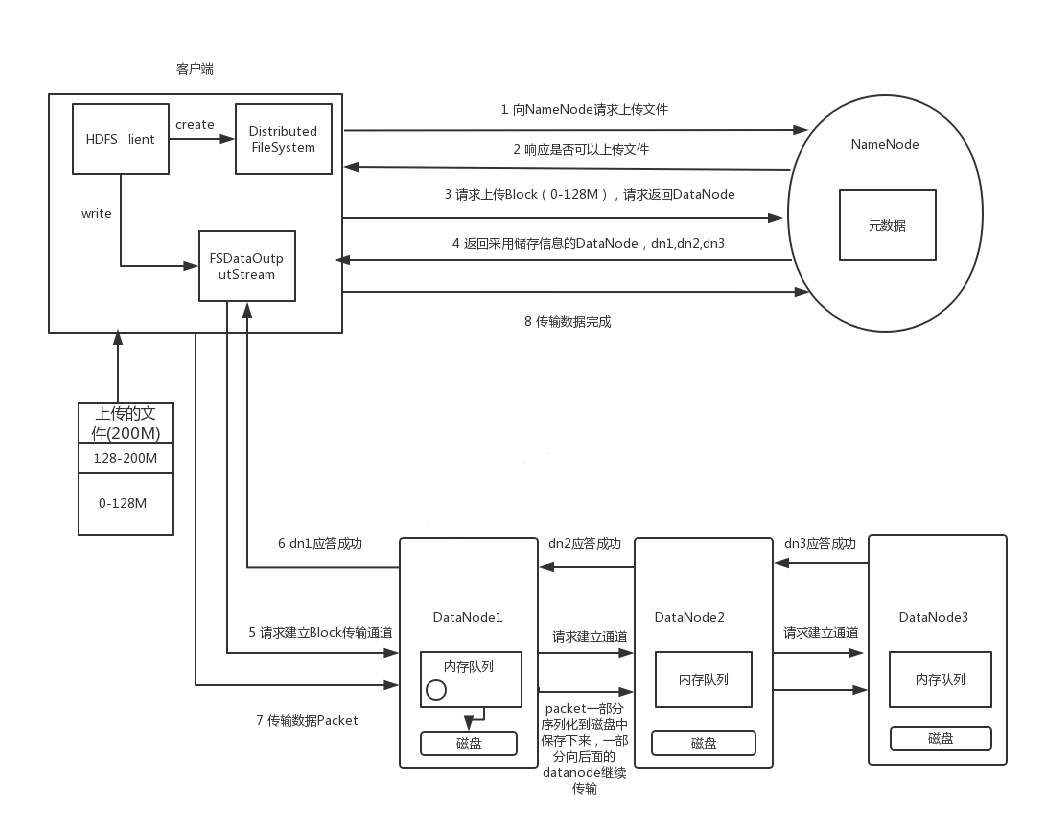 客户端
HDFS lient
create
Distributed
FileSystem
write
FSDataOutp
utStream
1 向NameNode请求上传文件
2 响应是否可以上传文件
3 请求上传Block（0-128M），请求返回DataNode
4 返回采用储存信息的DataNode，dn1,dn2,dn3
8 传输数据完成
NameNode
元数据
上传的文
件(200M)
128-200M
0-128M
6 dn1应答成功
dn2应答成功
dn3应答成功
5 请求建立Block传输通道
请求建立通道
请求建立通道
7 传输数据Packet
DataNode1
内存队列
磁盘
packet一部分
序列化到磁盘中
保存下来，一部
分向后面的
datanode继续
传输
DataNode2
内存队列
磁盘
DataNode3
内存队列
磁盘